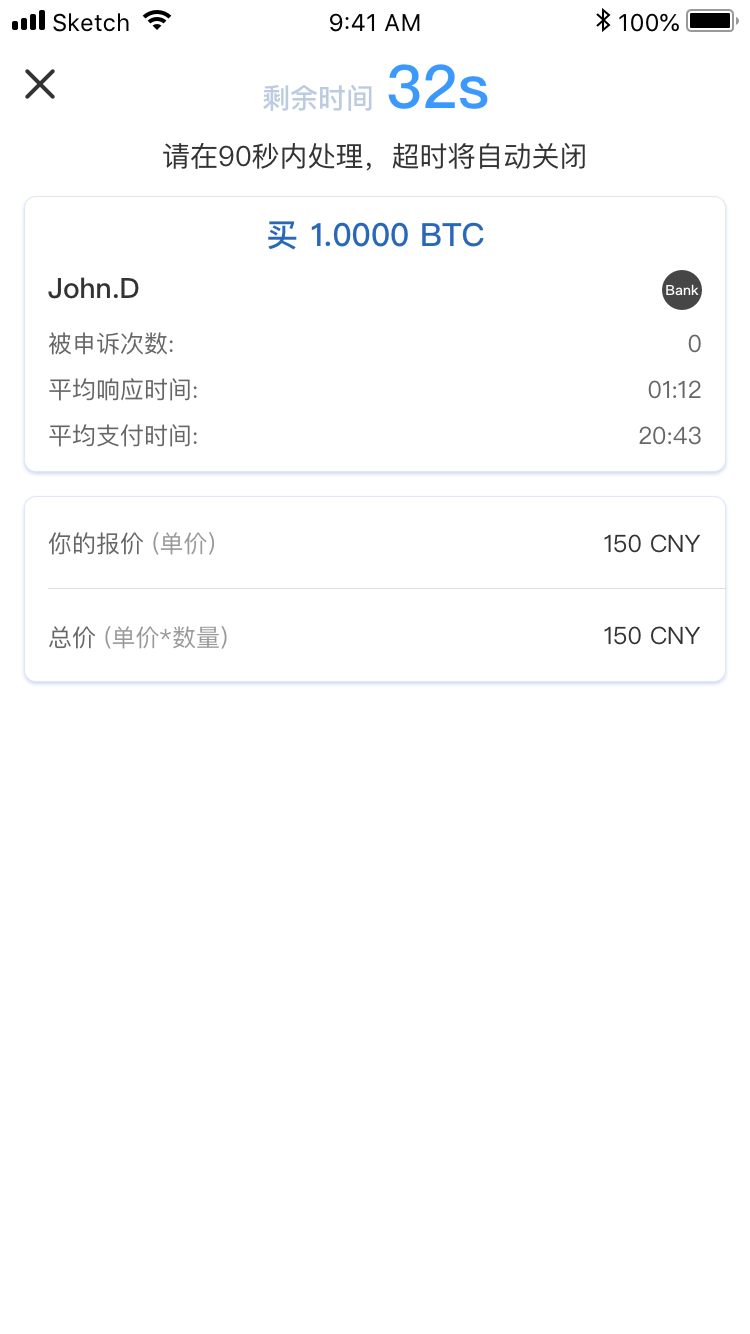 Sketch 9:41 AM 100%
剩余时间 32s
请在90秒内处理，超时将自动关闭
买 1.0000 BTC
John.D Bank
被申诉次数: 0
平均响应时间: 01:12
平均支付时间: 20:43
你的报价 (单价) 150 CNY
总价 (单价*数量) 150 CNY